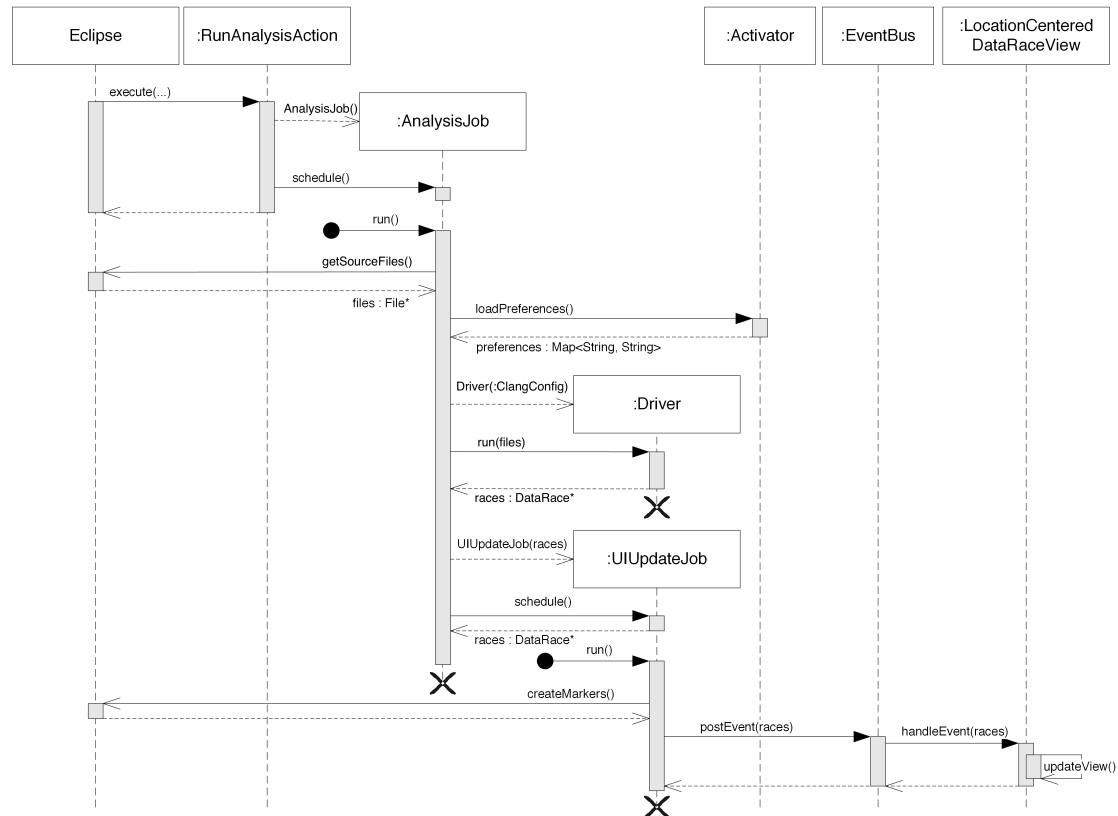 Eclipse
:RunAnalysisAction
:Activator
:EventBus
:LocationCentered
DataRaceView
execute(...)
AnalysisJob()
:AnalysisJob
schedule()
run()
getSourceFiles()
files : File*
loadPreferences()
preferences : Map<String, String>
Driver(:ClangConfig)
:Driver
run(files)
races : DataRace*
UIUpdateJob(races)
:UIUpdateJob
schedule()
races : DataRace*
run()
createMarkers()
postEvent(races)
handleEvent(races)
updateView()